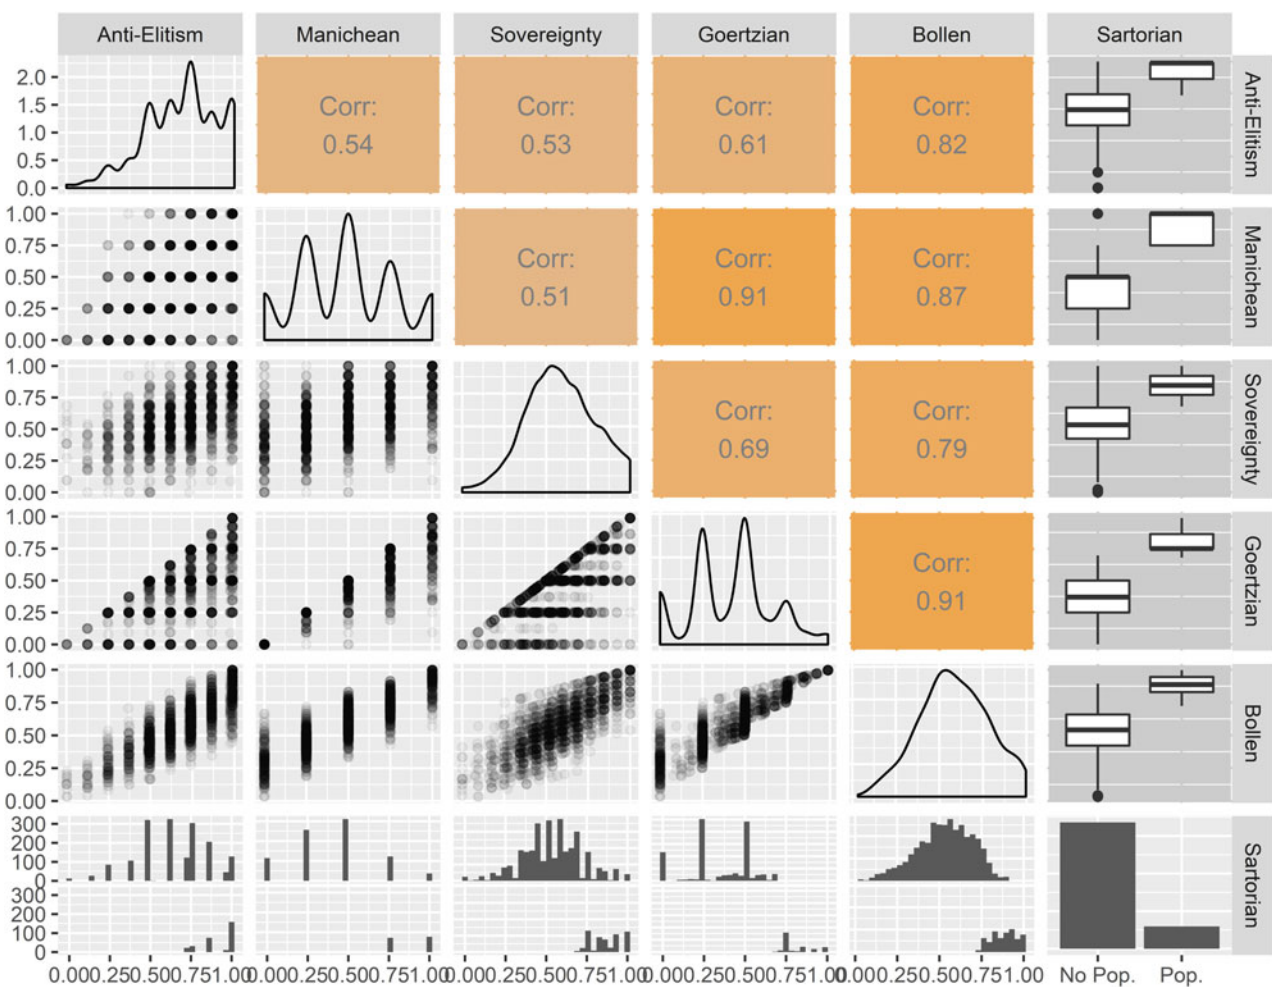 Anti-Elitism Manichean Sovereignty Goertzian Bollen Sartorian
2.0
1.5
1.0
0.5
0.0
Corr:
0.54
Corr:
0.53
Corr:
0.61
Corr:
0.82
Anti-Elitism
1.00
0.75
0.50
0.25
0.00
Corr:
0.51
Corr:
0.91
Corr:
0.87
Manichean
1.00
0.75
0.50
0.25
0.00
Corr:
0.69
Corr:
0.79
Sovereignty
1.00
0.75
0.50
0.25
0.00
Corr:
0.91
Goertzian
1.00
0.75
0.50
0.25
0.00
Bollen
300
200
100
0
300
200
100
0
Sartorian
0.000.250.500.751.00 0.000.250.500.751.00 0.000.250.500.751.00 0.000.250.500.751.00 0.000.250.500.751.00 No Pop. Pop.